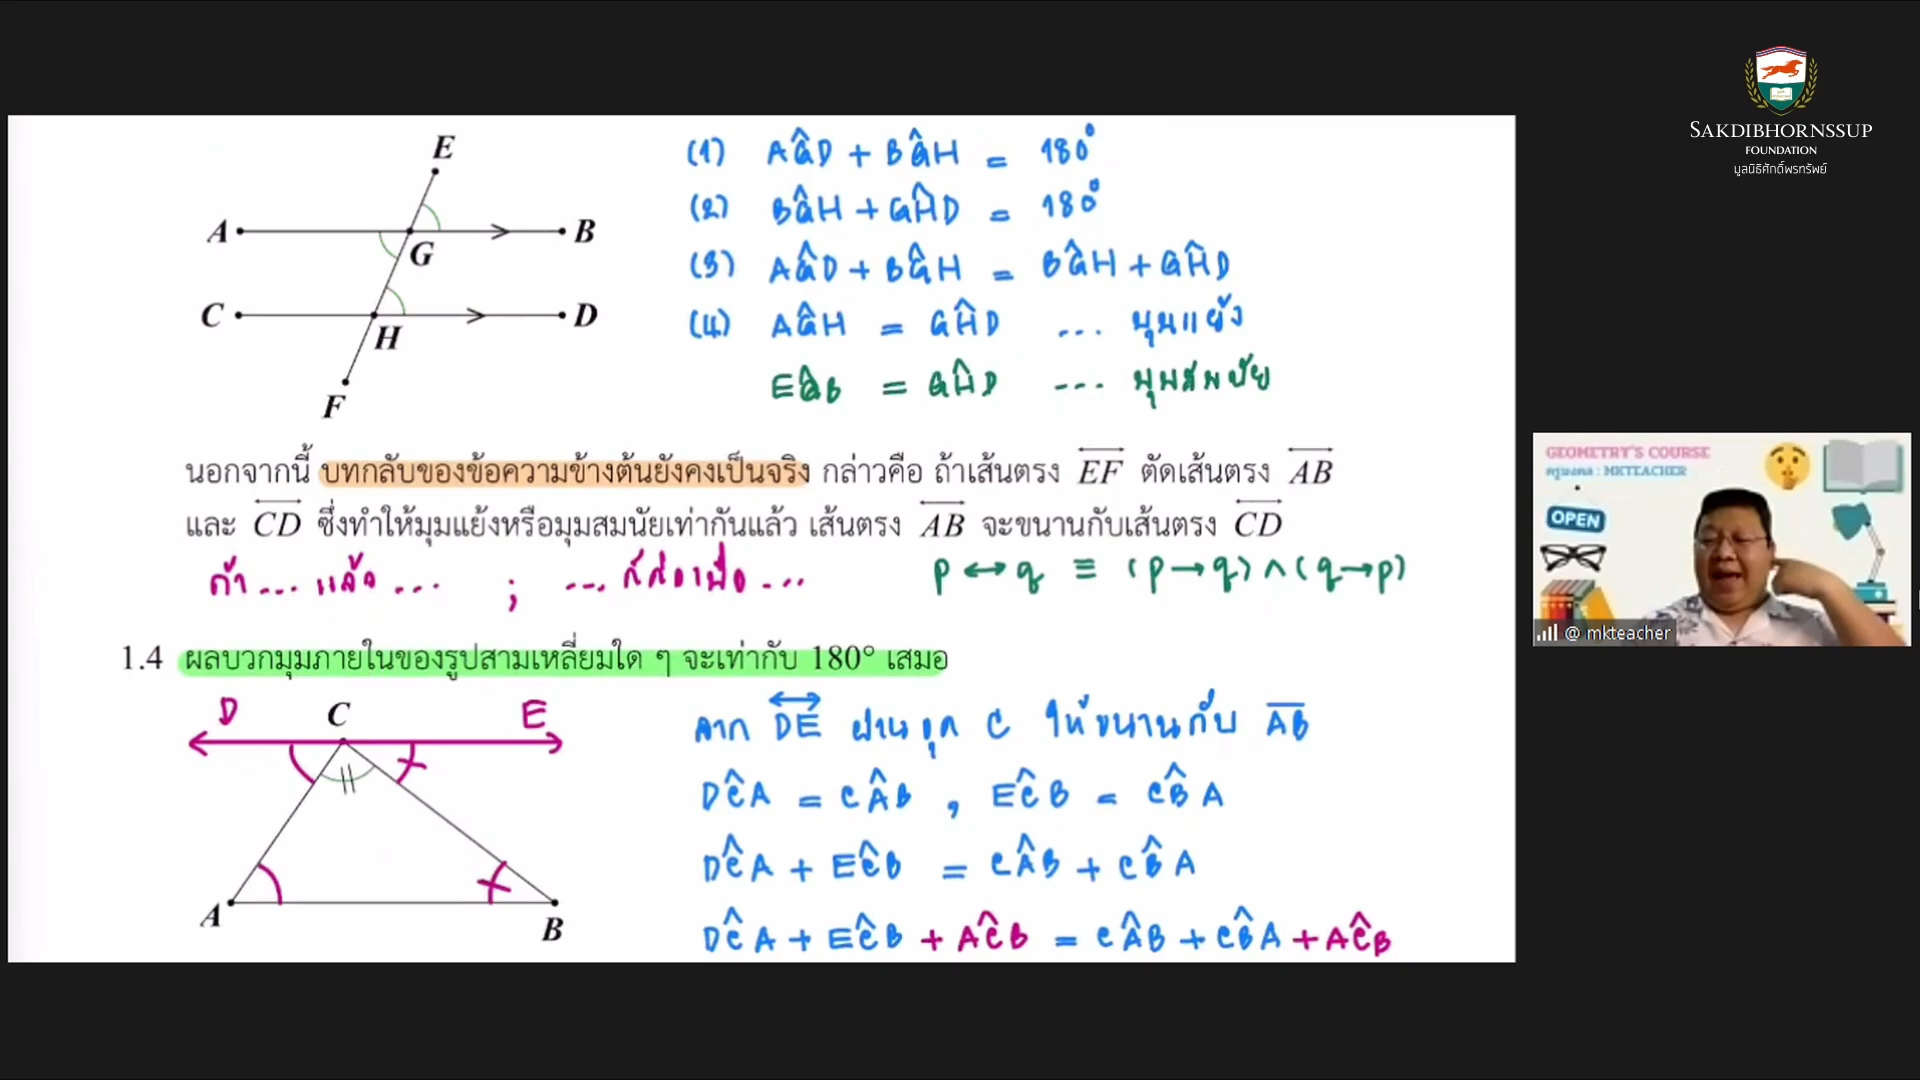 SAKDIBHORNSSUP
FOUNDATION
มูลนิธิศักดิ์พรทรัพย์
E
A
B
G
C
D
H
F
(1) AĜD + BĜH = 180°
(2) BĜH + GĤD = 180°
(3) AĜD + BĜH = BĜH + GĤD
(4) AĜH = GĤD ... มุมแย้ง
EĜB = GĤD ... มุมสมนัย
นอกจากนี้ บทกลับของข้อความข้างต้นยังคงเป็นจริง กล่าวคือ ถ้าเส้นตรง EF ตัดเส้นตรง AB
และ CD ซึ่งทำให้มุมแย้งหรือมุมสมนัยเท่ากันแล้ว เส้นตรง AB จะขนานกับเส้นตรง CD
ถ้า ... แล้ว ... ; ... ก็ต่อเมื่อ ...
p ↔ q ≡ (p → q) ∧ (q → p)
1.4 ผลบวกมุมภายในของรูปสามเหลี่ยมใด ๆ จะเท่ากับ 180° เสมอ
D
C
E
A
B
ลาก DE ผ่านจุด C ให้ขนานกับ AB
DĈA = CÂB , EĈB = CB̂A
DĈA + EĈB = CÂB + CB̂A
DĈA + EĈB + AĈB = CÂB + CB̂A + AĈB
GEOMETRY'S COURSE
ครูมงคล : MKTEACHER
OPEN
@ mkteacher